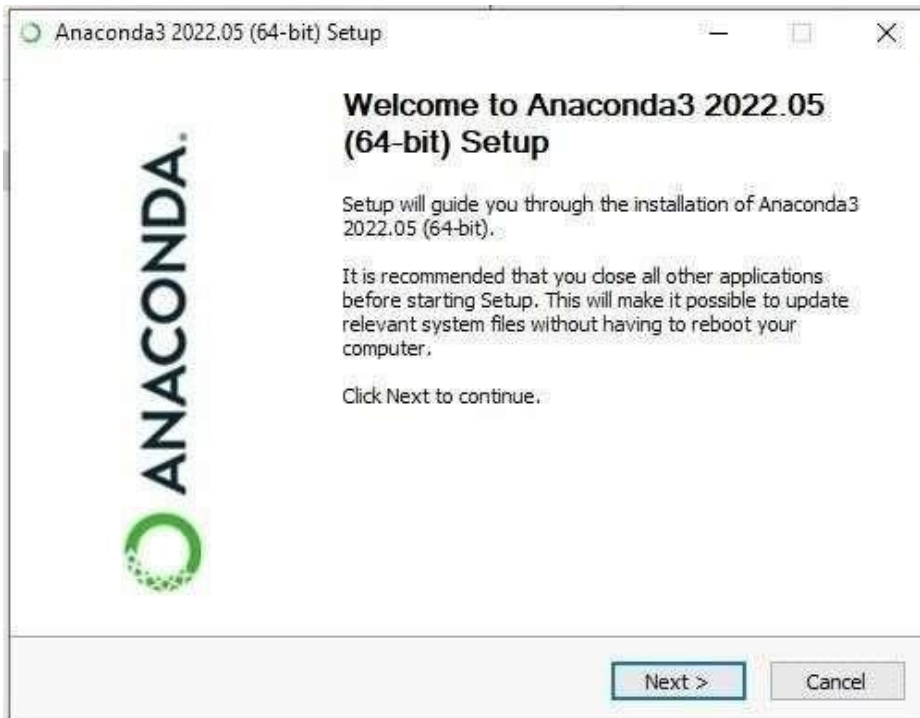 Anaconda3 2022.05 (64-bit) Setup
Welcome to Anaconda3 2022.05
(64-bit) Setup
Setup will guide you through the installation of Anaconda3
2022.05 (64-bit).
It is recommended that you close all other applications
before starting Setup. This will make it possible to update
relevant system files without having to reboot your
computer.
Click Next to continue.
ANACONDA.
Next >
Cancel